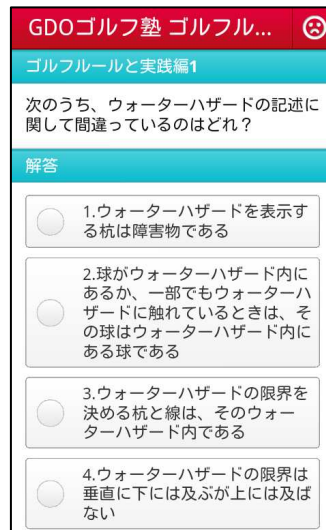 GDOゴルフ塾 ゴルフル...
ゴルフルールと実践編1
次のうち、ウォーターハザードの記述に
関して間違っているのはどれ？
解答
1.ウォーターハザードを表示す
る杭は障害物である
2.球がウォーターハザード内に
あるか、一部でもウォーターハ
ザードに触れているときは、そ
の球はウォーターハザード内に
ある球である
3.ウォーターハザードの限界を
決める杭と線は、そのウォー
ターハザード内である
4.ウォーターハザードの限界は
垂直に下には及ぶが上には及ば
ない